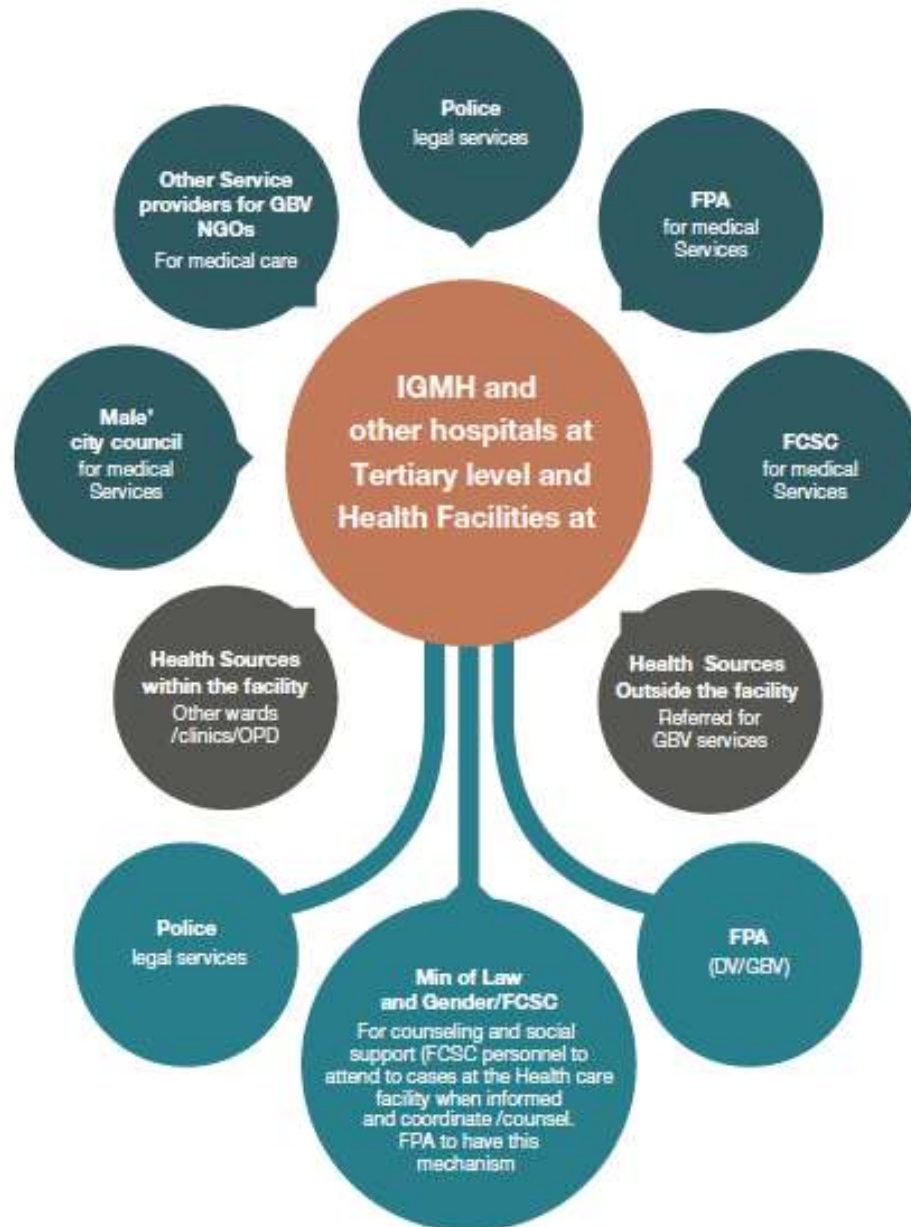 Police
legal services
Other Service
providers for GBV
NGOs
For medical care
FPA
for medical
Services
Male'
city council
for medical
Services
IGMH and
other hospitals at
Tertiary level and
Health Facilities at
FCSC
for medical
Services
Health Sources
within the facility
Other wards
/clinics/OPD
Health Sources
Outside the facility
Referred for
GBV services
Police
legal services
Min of Law
and Gender/FCSC
For counseling and social
support (FCSC personnel to
attend to cases at the Health care
facility when informed
and coordinate /counsel.
FPA to have this
mechanism
FPA
(DV/GBV)